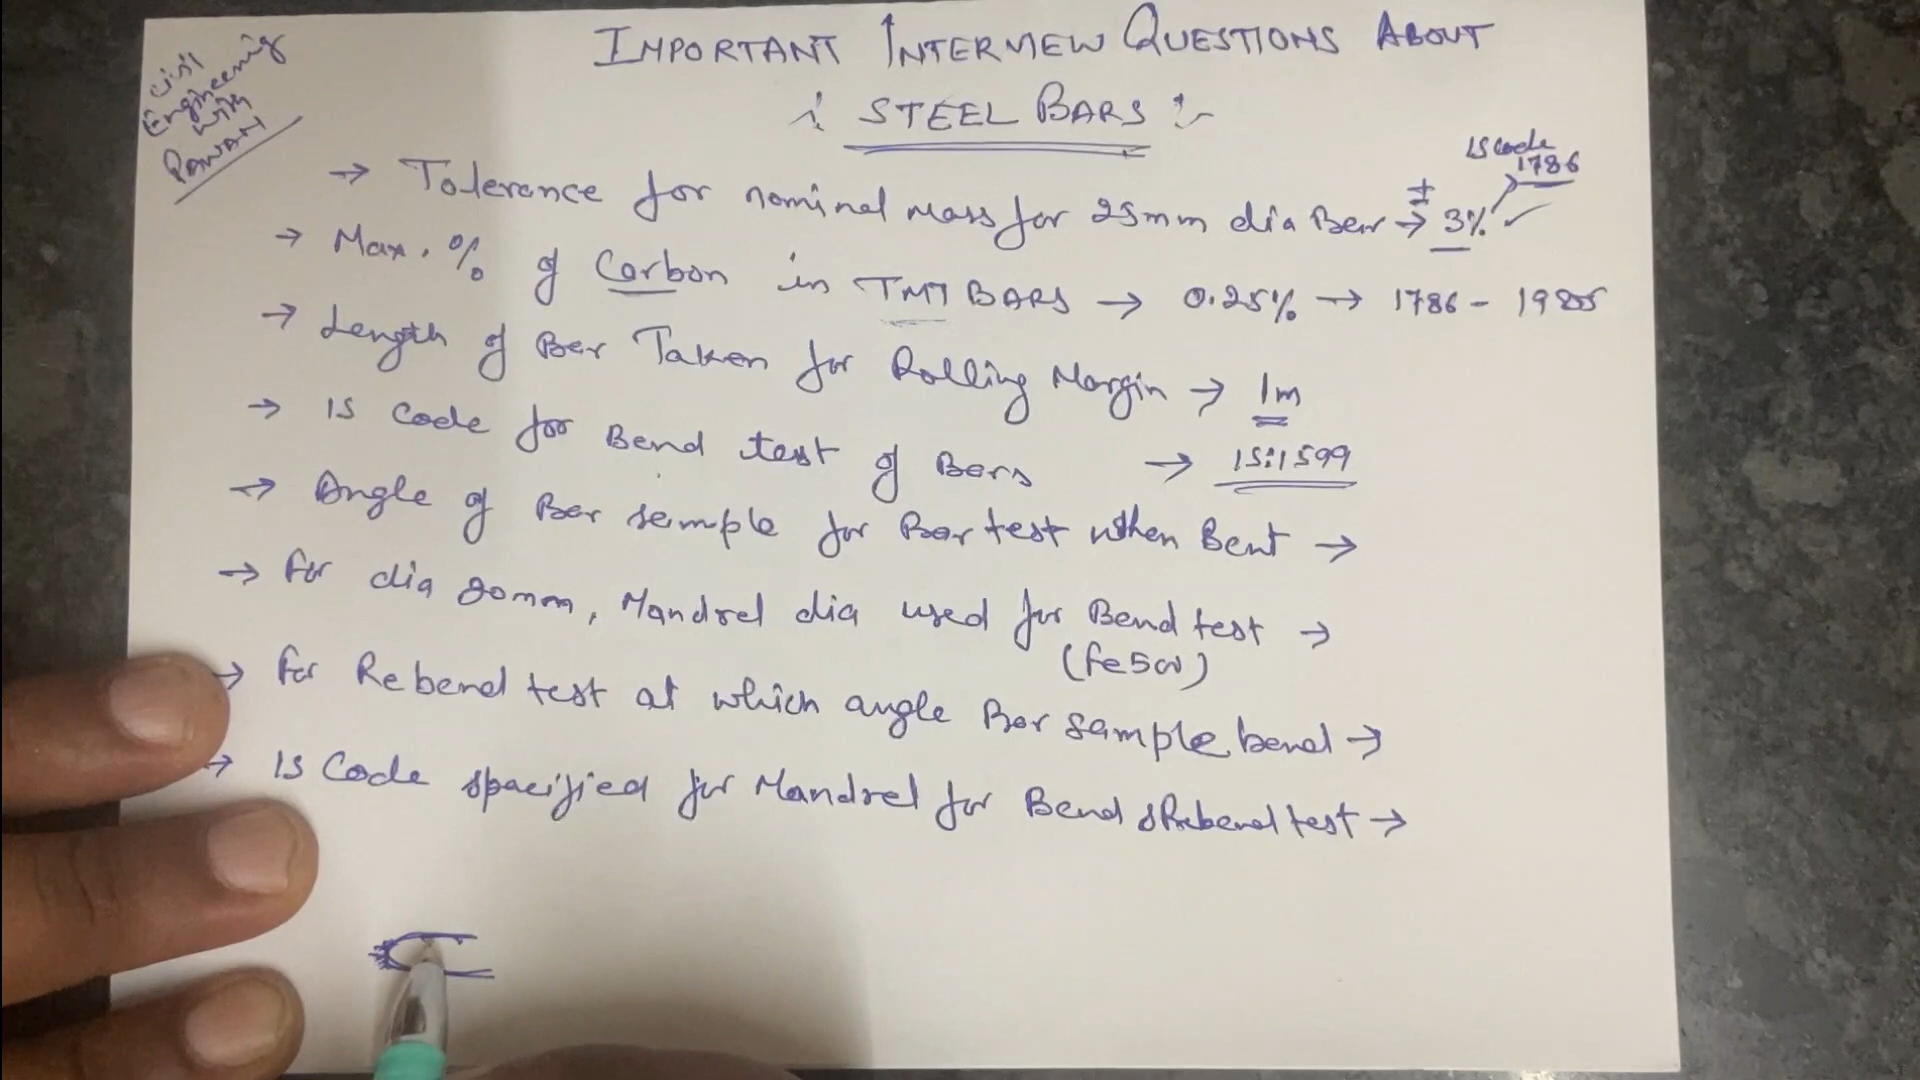 Civil
Engineering
with
PAWAN
IMPORTANT INTERVIEW QUESTIONS ABOUT
STEEL BARS :-
IS Code
1786
→ Tolerance for nominal mass for 25mm dia Bar → ± 3% ✓
→ Max. % of Carbon in TMT BARS → 0.25% → 1786 - 1985
→ Length of Bar Taken for Rolling Margin → 1m
→ IS Code for Bend test of Bars → IS:1599
→ Angle of Bar sample for Bar test when Bent →
→ for dia 20mm, Mandrel dia used for Bend test →
(fe500)
→ for Rebend test at which angle Bar sample bend →
→ IS Code specified for Mandrel for Bend & Rebend test →